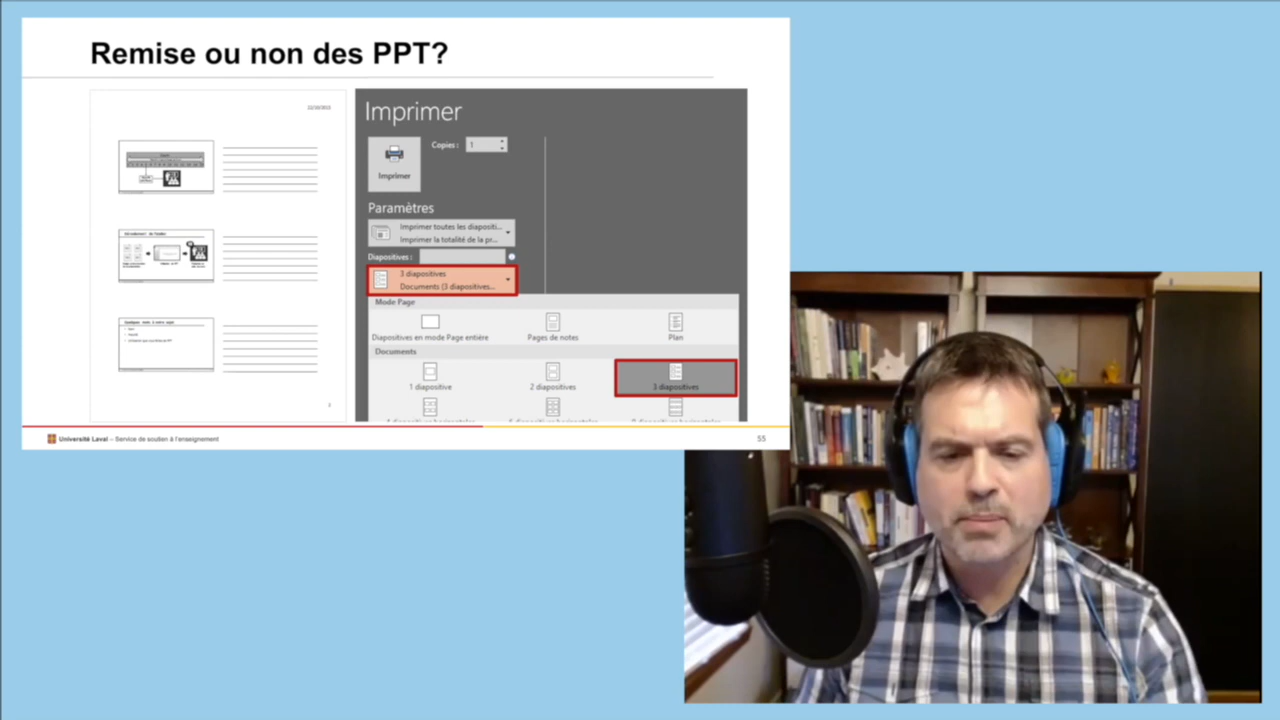 Remise ou non des PPT?
Imprimer
Copies : 1
Imprimer
Paramètres
Imprimer toutes les diapositi...
Imprimer la totalité de la pr...
Diapositives :
3 diapositives
Documents (3 diapositives...
Mode Page
Diapositives en mode Page entière
Pages de notes
Plan
Documents
1 diapositive
2 diapositives
3 diapositives
Université Laval – Service de soutien à l'enseignement
55